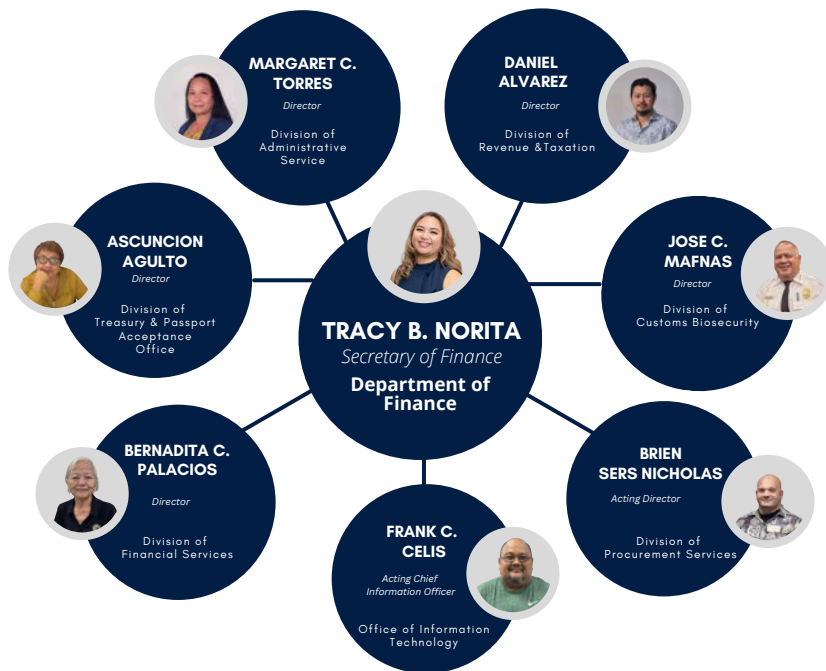 MARGARET C.
TORRES
Director
Division of
Administrative
Service
DANIEL
ALVAREZ
Director
Division of
Revenue &Taxation
ASCUNCION
AGULTO
Director
Division of
Treasury & Passport
Acceptance
Office
JOSE C.
MAFNAS
Director
Division of
Customs Biosecurity
TRACY B. NORITA
Secretary of Finance
Department of
Finance
BERNADITA C.
PALACIOS
Director
Division of
Financial Services
BRIEN
SERS NICHOLAS
Acting Director
Division of
Procurement Services
FRANK C.
CELIS
Acting Chief
Information Officer
Office of Information
Technology